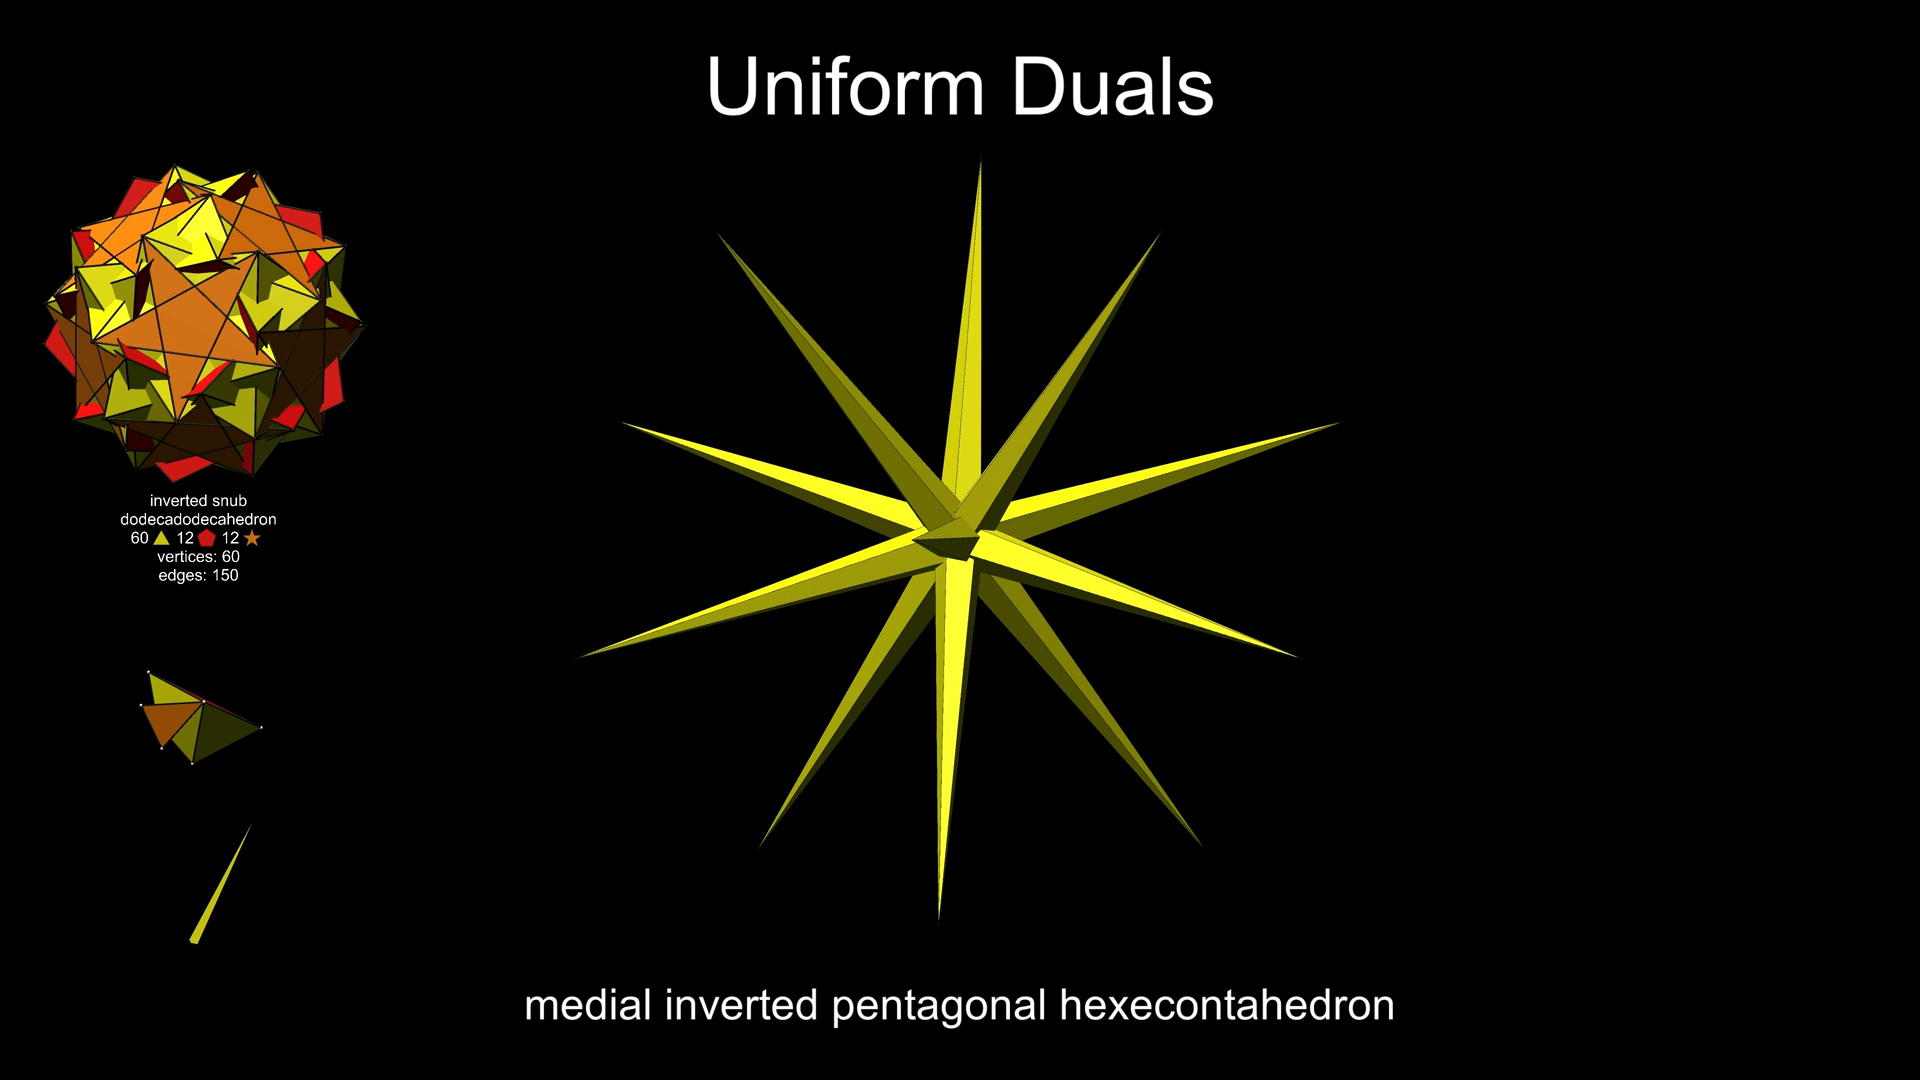 Uniform Duals
inverted snub
dodecadodecahedron
60 12 12
vertices: 60
edges: 150
medial inverted pentagonal hexecontahedron